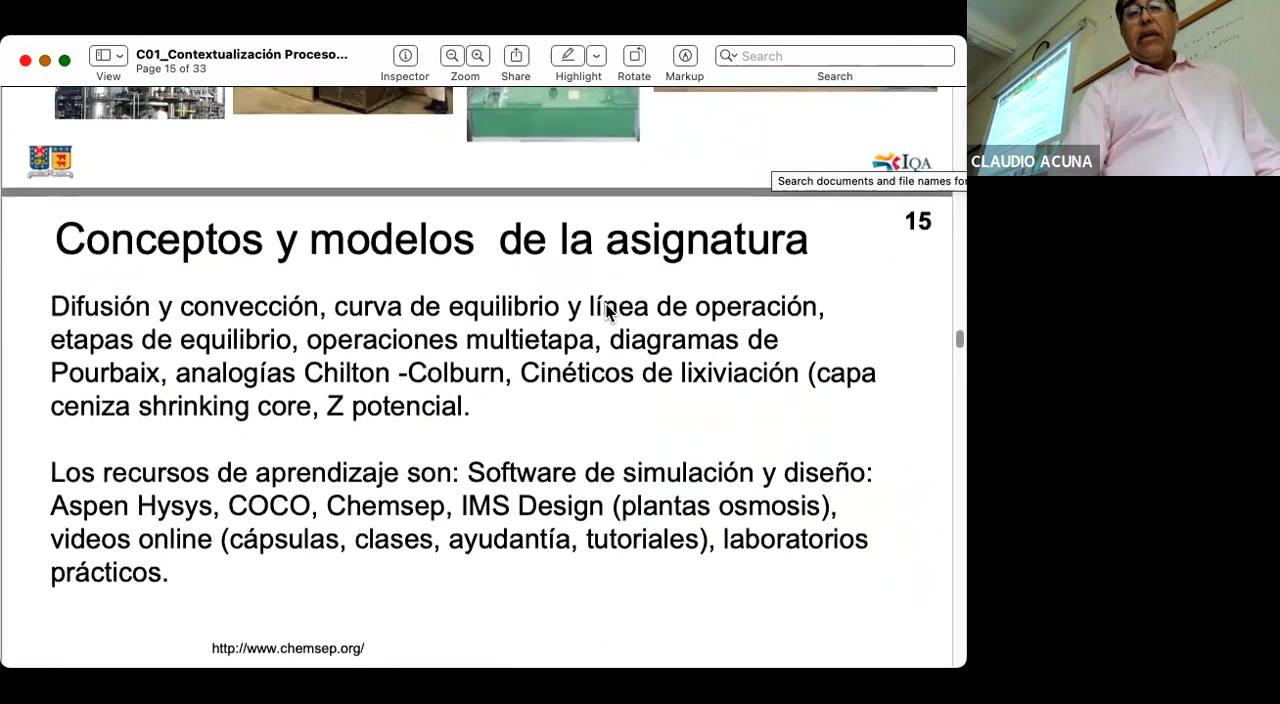 C01_Contextualización Proceso...
Page 15 of 33
View
Inspector
Zoom
Share
Highlight
Rotate
Markup
Search
Search
CLAUDIO ACUNA
IQA
Search documents and file names for
15
Conceptos y modelos de la asignatura
Difusión y convección, curva de equilibrio y línea de operación,
etapas de equilibrio, operaciones multietapa, diagramas de
Pourbaix, analogías Chilton -Colburn, Cinéticos de lixiviación (capa
ceniza shrinking core, Z potencial.
Los recursos de aprendizaje son: Software de simulación y diseño:
Aspen Hysys, COCO, Chemsep, IMS Design (plantas osmosis),
videos online (cápsulas, clases, ayudantía, tutoriales), laboratorios
prácticos.
http://www.chemsep.org/